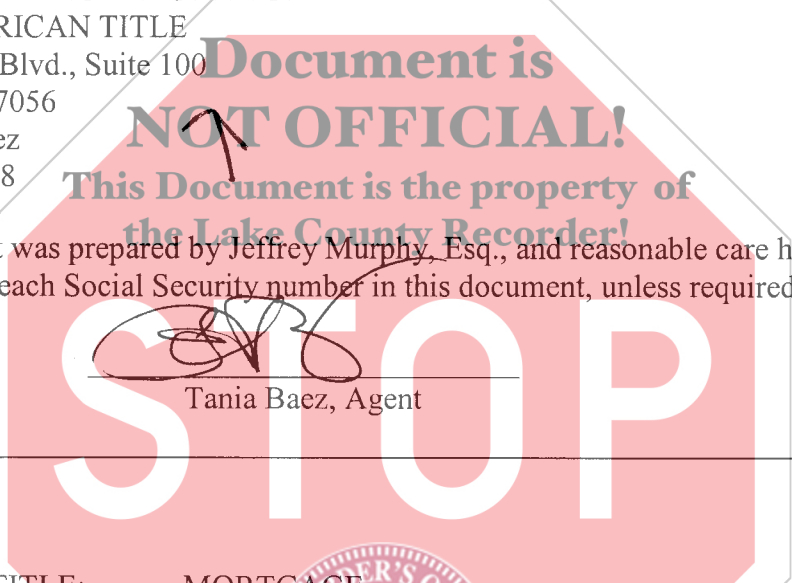 RICAN TITLE
Blvd., Suite 100
Document is
7056
NOT OFFICIAL!
ez
8
This Document is the property of
the Lake County Recorder!
t was prepared by Jeffrey Murphy, Esq., and reasonable care h
each Social Security number in this document, unless required
Tania Baez, Agent
STOP
TITLE: MORTGAGE
DER'S O